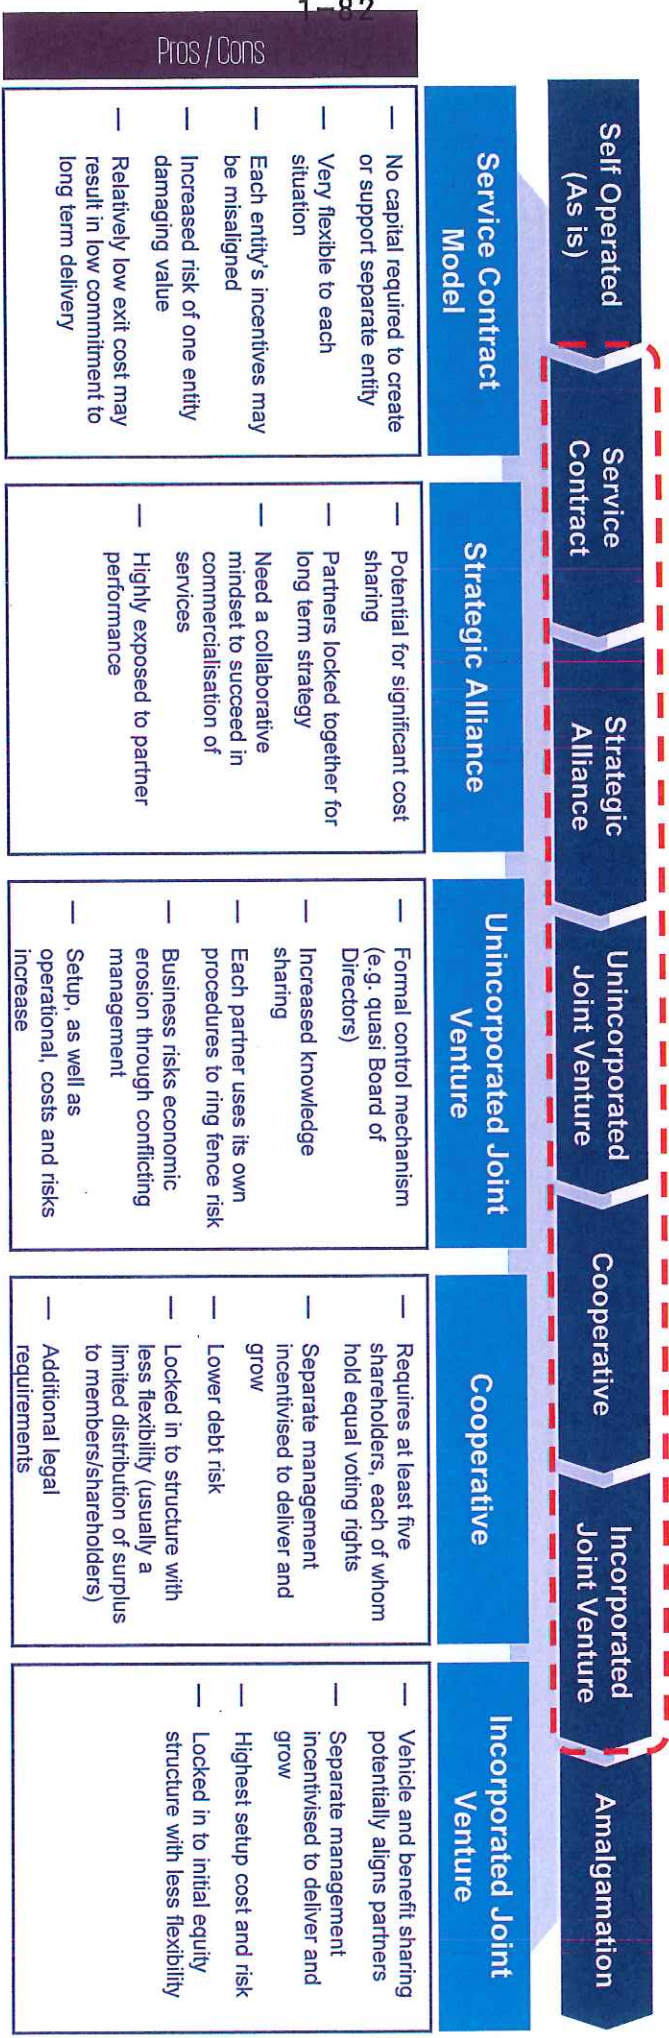 1-82
Self Operated
(As is)
Service
Contract
Strategic
Alliance
Unincorporated
Joint Venture
Cooperative
Incorporated
Joint Venture
Amalgamation
Pros / Cons
Service Contract
Model
— No capital required to create
or support separate entity
— Very flexible to each
situation
— Each entity's incentives may
be misaligned
— Increased risk of one entity
damaging value
— Relatively low exit cost may
result in low commitment to
long term delivery
Strategic Alliance
— Potential for significant cost
sharing
— Partners locked together for
long term strategy
— Need a collaborative
mindset to succeed in
commercialisation of
services
— Highly exposed to partner
performance
Unincorporated Joint
Venture
— Formal control mechanism
(e.g. quasi Board of
Directors)
— Increased knowledge
sharing
— Each partner uses its own
procedures to ring fence risk
— Business risks economic
erosion through conflicting
management
— Setup, as well as
operational, costs and risks
increase
Cooperative
— Requires at least five
shareholders, each of whom
hold equal voting rights
— Separate management
incentivised to deliver and
grow
— Lower debt risk
— Locked in to structure with
less flexibility (usually a
limited distribution of surplus
to members/shareholders)
— Additional legal
requirements
Incorporated Joint
Venture
— Vehicle and benefit sharing
potentially aligns partners
— Separate management
incentivised to deliver and
grow
— Highest setup cost and risk
— Locked in to initial equity
structure with less flexibility